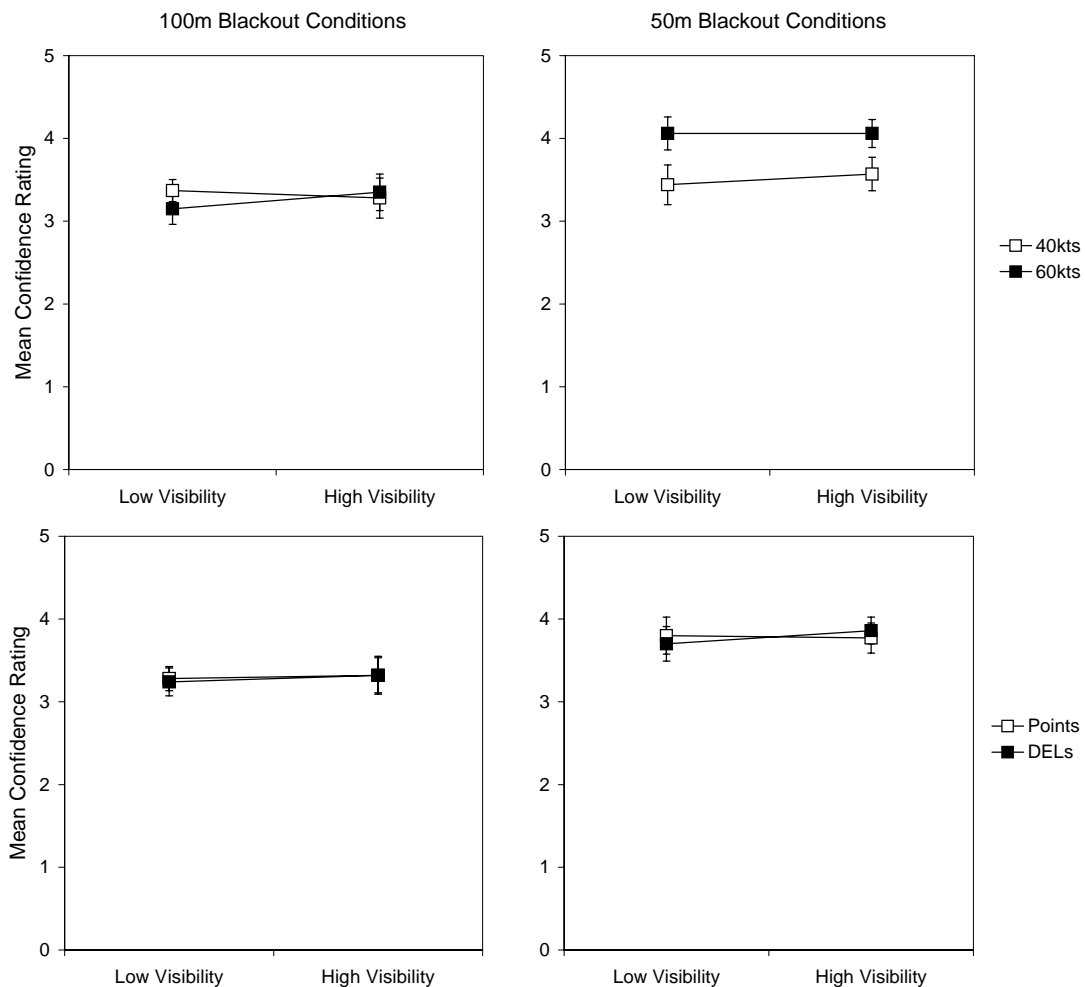 100m Blackout Conditions
50m Blackout Conditions
5
4
3
2
1
0
Mean Confidence Rating
Low Visibility
High Visibility
5
4
3
2
1
0
Low Visibility
High Visibility
40kts
60kts
5
4
3
2
1
0
Mean Confidence Rating
Low Visibility
High Visibility
5
4
3
2
1
0
Low Visibility
High Visibility
Points
DELs